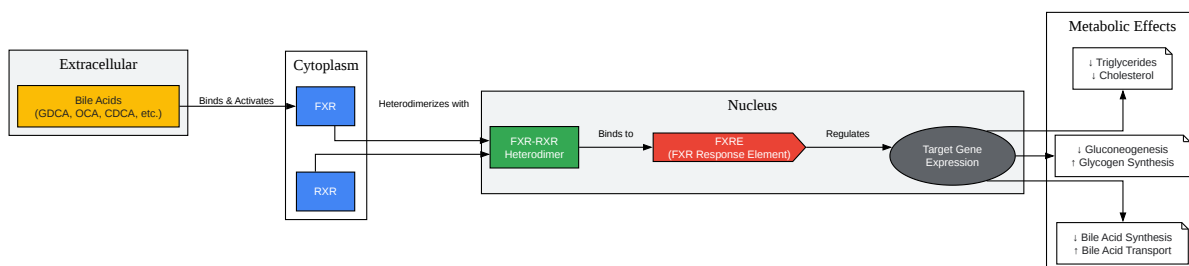 Extracellular
Bile Acids
(GDCA, OCA, CDCA, etc.)
Binds & Activates
Cytoplasm
FXR
RXR
Heterodimerizes with
Nucleus
FXR-RXR
Heterodimer
Binds to
FXRE
(FXR Response Element)
Regulates
Target Gene
Expression
Metabolic Effects
↓ Triglycerides
↓ Cholesterol
↓ Gluconeogenesis
↑ Glycogen Synthesis
↓ Bile Acid Synthesis
↑ Bile Acid Transport